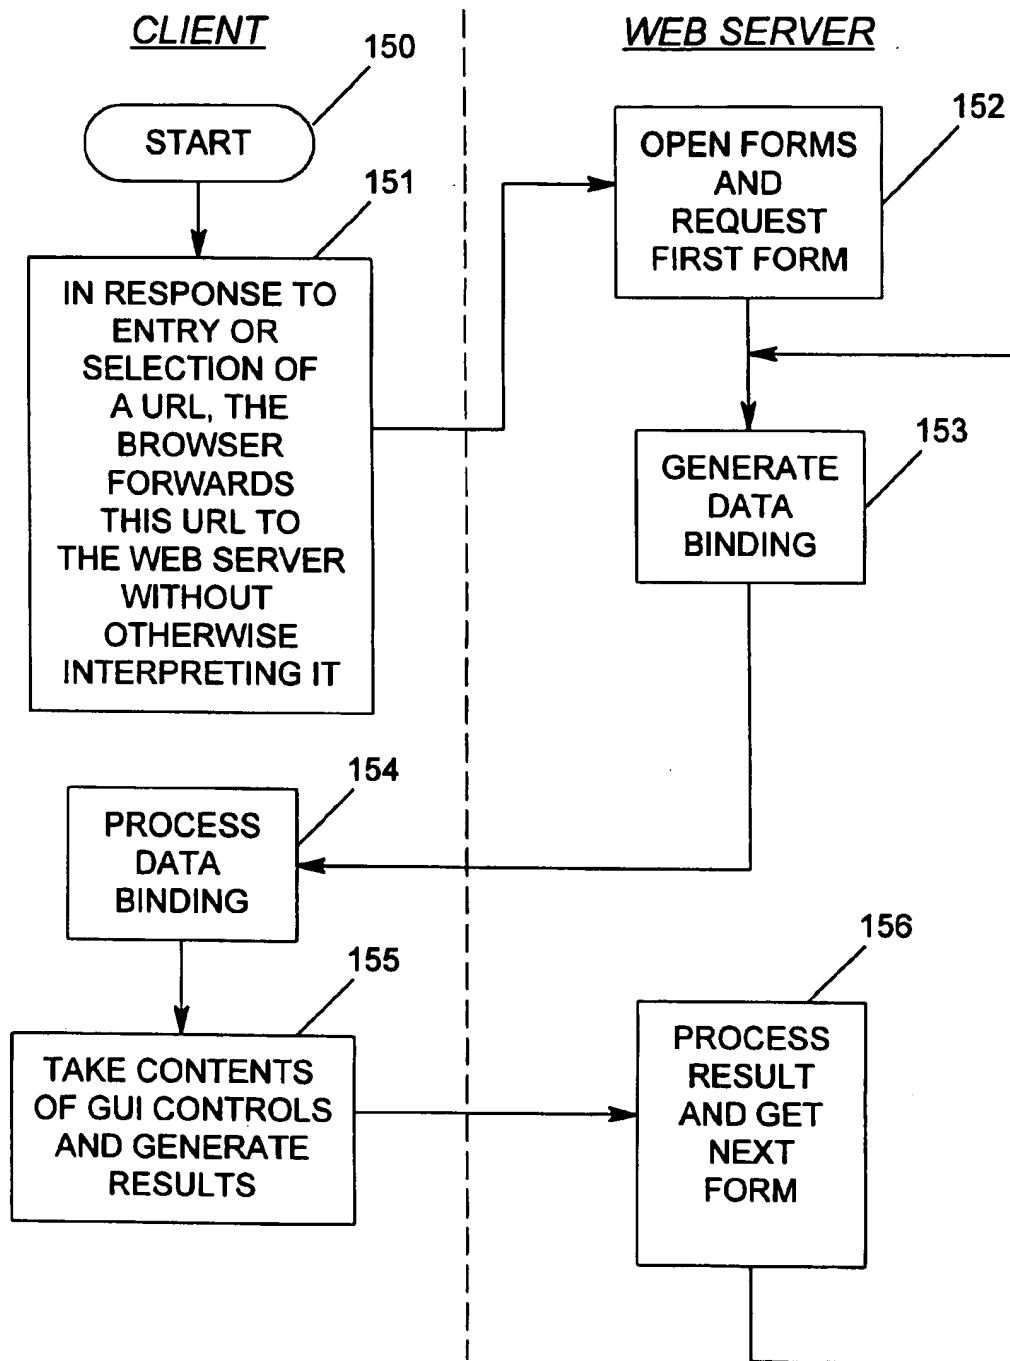 CLIENT
WEB SERVER
150
START
151
IN RESPONSE TO
ENTRY OR
SELECTION OF
A URL, THE
BROWSER
FORWARDS
THIS URL TO
THE WEB SERVER
WITHOUT
OTHERWISE
INTERPRETING IT
152
OPEN FORMS
AND
REQUEST
FIRST FORM
153
GENERATE
DATA
BINDING
154
PROCESS
DATA
BINDING
155
TAKE CONTENTS
OF GUI CONTROLS
AND GENERATE
RESULTS
156
PROCESS
RESULT
AND GET
NEXT
FORM